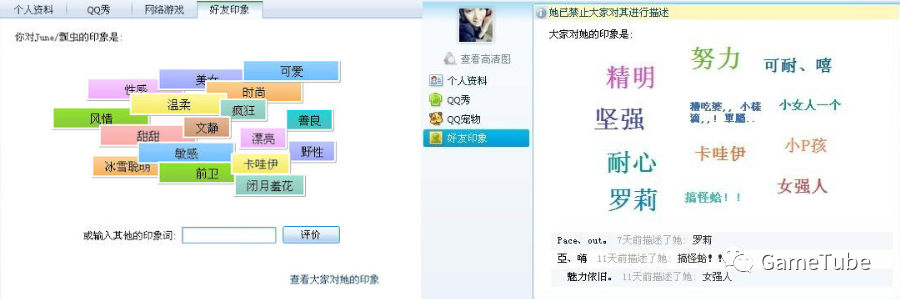 个人资料 QQ秀 网络游戏 好友印象
你对June/瓢虫的印象是:
可爱
美女
性感
时尚
温柔
疯狂
风情
善良
文静
甜甜
漂亮
野性
敏感
卡哇伊
冰雪聪明
前卫
闭月羞花
或输入其他的印象词:
评价
查看大家对她的印象
她已禁止大家对其进行描述
查看高清图
个人资料
QQ秀
QQ宠物
好友印象
大家对她的印象是:
精明
努力
可耐、嘻
坚强
小女人一个
耐心
卡哇伊
小P孩
罗莉
搞怪蛤!!
女强人
Pace、out。 7天前描述了她: 罗莉
亞、嗨 11天前描述了她: 搞怪蛤!!
魅力依旧。 11天前描述了她: 女强人
GameTube